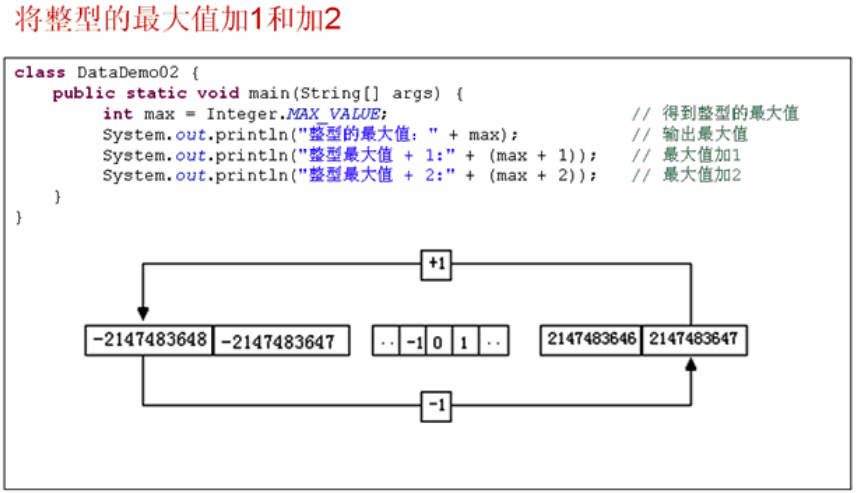 将整型的最大值加1和加2
class DataDemo02 {
    public static void main(String[] args) {
        int max = Integer.MAX_VALUE; // 得到整型的最大值
        System.out.println("整型的最大值：" + max); // 输出最大值
        System.out.println("整型最大值 + 1:" + (max + 1)); // 最大值加1
        System.out.println("整型最大值 + 2:" + (max + 2)); // 最大值加2
    }
}
+1
-2147483648 -2147483647 .. -1 0 1 .. 2147483646 2147483647
-1